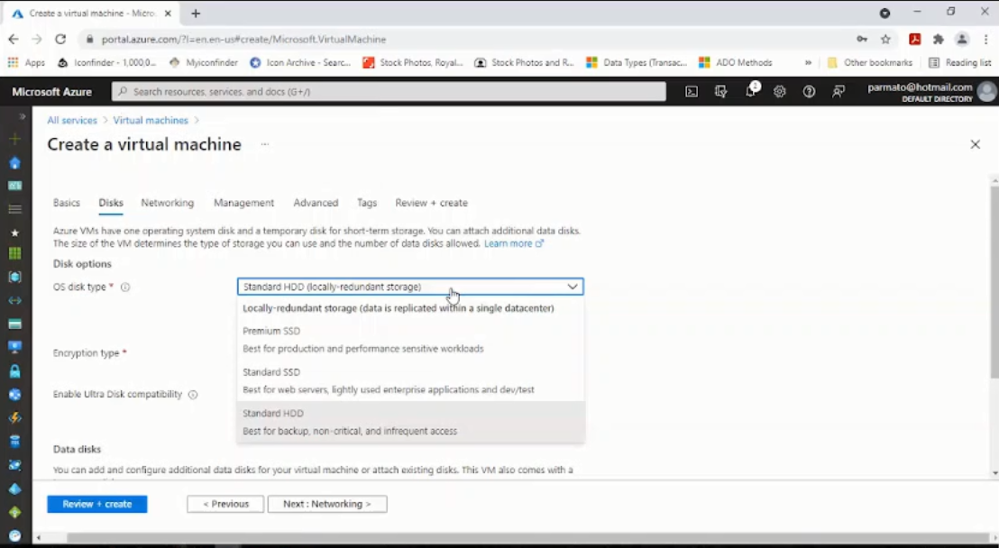 Create a virtual machine - Micro
portal.azure.com/?l=en.en-us#create/Microsoft.VirtualMachine
Apps
Iconfinder - 1,000,0...
Myiconfinder
Icon Archive - Searc...
Stock Photos, Royal...
Stock Photos and R...
Data Types (Transac...
ADO Methods
»
Other bookmarks
Reading list
Microsoft Azure
Search resources, services, and docs (G+/)
2
parmato@hotmail.com
DEFAULT DIRECTORY
All services > Virtual machines >
Create a virtual machine ...
Basics Disks Networking Management Advanced Tags Review + create
Azure VMs have one operating system disk and a temporary disk for short-term storage. You can attach additional data disks.
The size of the VM determines the type of storage you can use and the number of data disks allowed. Learn more
Disk options
OS disk type *
Standard HDD (locally-redundant storage)
Locally-redundant storage (data is replicated within a single datacenter)
Premium SSD
Best for production and performance sensitive workloads
Encryption type *
Standard SSD
Best for web servers, lightly used enterprise applications and dev/test
Enable Ultra Disk compatibility
Standard HDD
Best for backup, non-critical, and infrequent access
Data disks
You can add and configure additional data disks for your virtual machine or attach existing disks. This VM also comes with a
Review + create
< Previous
Next : Networking >